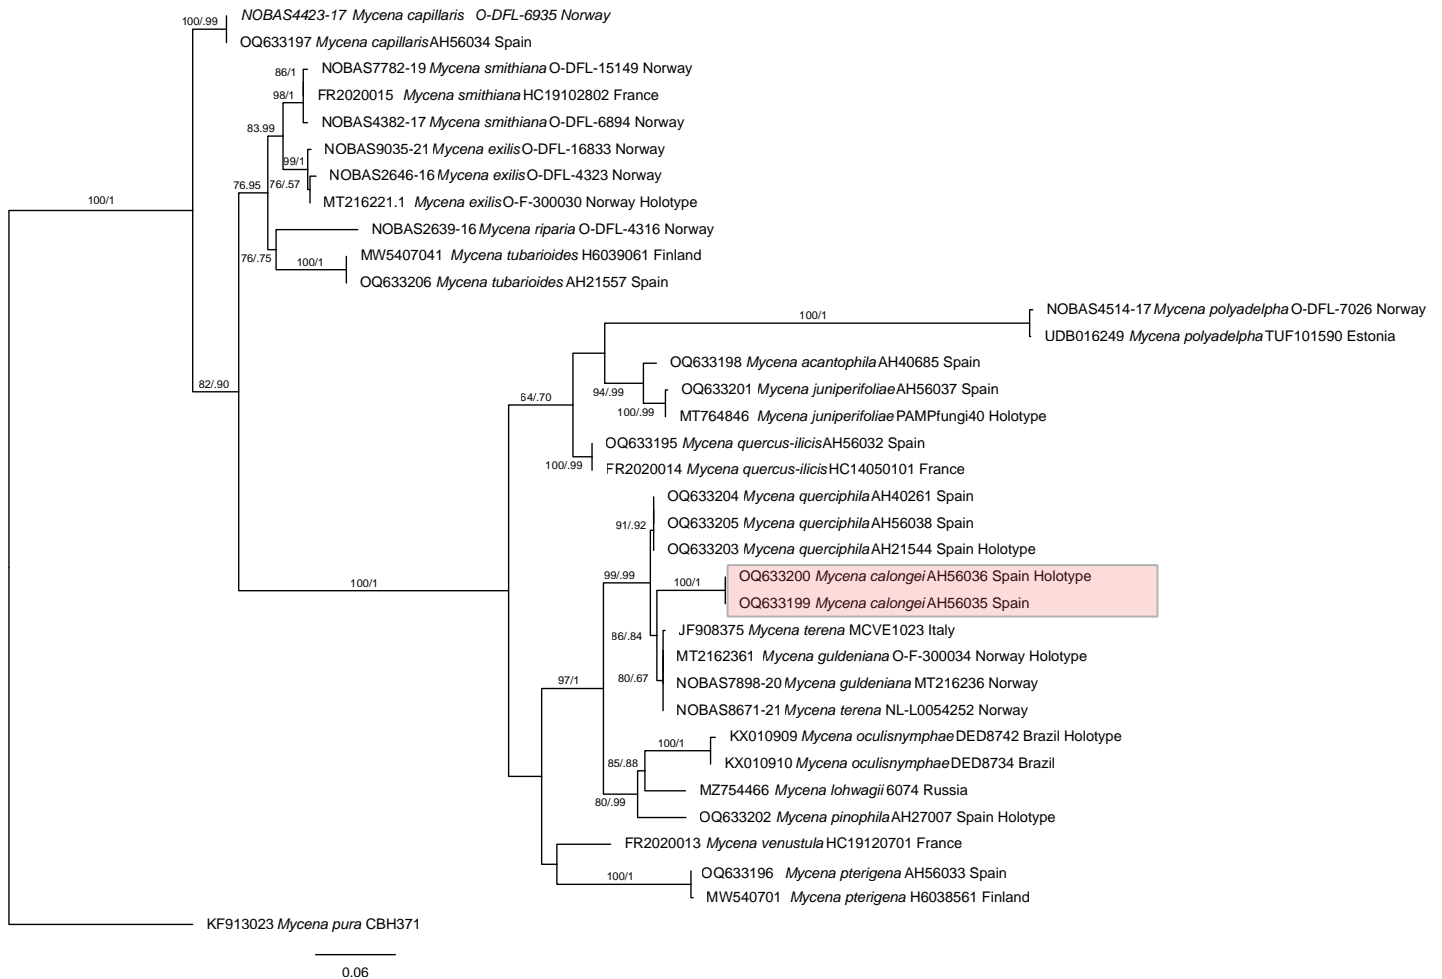 NOBAS4423-17 Mycena capillaris O-DFL-6935 Norway
100/.99
OQ633197 Mycena capillaris AH56034 Spain
NOBAS7782-19 Mycena smithiana O-DFL-15149 Norway
86/1
98/1
FR2020015 Mycena smithiana HC19102802 France
NOBAS4382-17 Mycena smithiana O-DFL-6894 Norway
83.99
NOBAS9035-21 Mycena exilis O-DFL-16833 Norway
99/1
NOBAS2646-16 Mycena exilis O-DFL-4323 Norway
76.95
76/.57
100/1
MT216221.1 Mycena exilis O-F-300030 Norway Holotype
NOBAS2639-16 Mycena riparia O-DFL-4316 Norway
MW5407041 Mycena tubarioides H6039061 Finland
76/.75
100/1
OQ633206 Mycena tubarioides AH21557 Spain
NOBAS4514-17 Mycena polyadelpha O-DFL-7026 Norway
100/1
UDB016249 Mycena polyadelpha TUF101590 Estonia
OQ633198 Mycena acantophila AH40685 Spain
82/.90
94/.99
OQ633201 Mycena juniperifoliae AH56037 Spain
64/.70
100/.99
MT764846 Mycena juniperifoliae PAMPfungi40 Holotype
OQ633195 Mycena quercus-ilicis AH56032 Spain
100/.99
FR2020014 Mycena quercus-ilicis HC14050101 France
OQ633204 Mycena querciphila AH40261 Spain
91/.92
OQ633205 Mycena querciphila AH56038 Spain
OQ633203 Mycena querciphila AH21544 Spain Holotype
100/1
99/.99
100/1
OQ633200 Mycena calongei AH56036 Spain Holotype
OQ633199 Mycena calongei AH56035 Spain
86/.84
JF908375 Mycena terena MCVE1023 Italy
MT2162361 Mycena guldeniana O-F-300034 Norway Holotype
97/1
80/.67
NOBAS7898-20 Mycena guldeniana MT216236 Norway
NOBAS8671-21 Mycena terena NL-L0054252 Norway
KX010909 Mycena oculisnymphae DED8742 Brazil Holotype
100/1
85/.88
KX010910 Mycena oculisnymphae DED8734 Brazil
MZ754466 Mycena lohwagii 6074 Russia
80/.99
OQ633202 Mycena pinophila AH27007 Spain Holotype
FR2020013 Mycena venustula HC19120701 France
100/1
OQ633196 Mycena pterigena AH56033 Spain
MW540701 Mycena pterigena H6038561 Finland
KF913023 Mycena pura CBH371
0.06